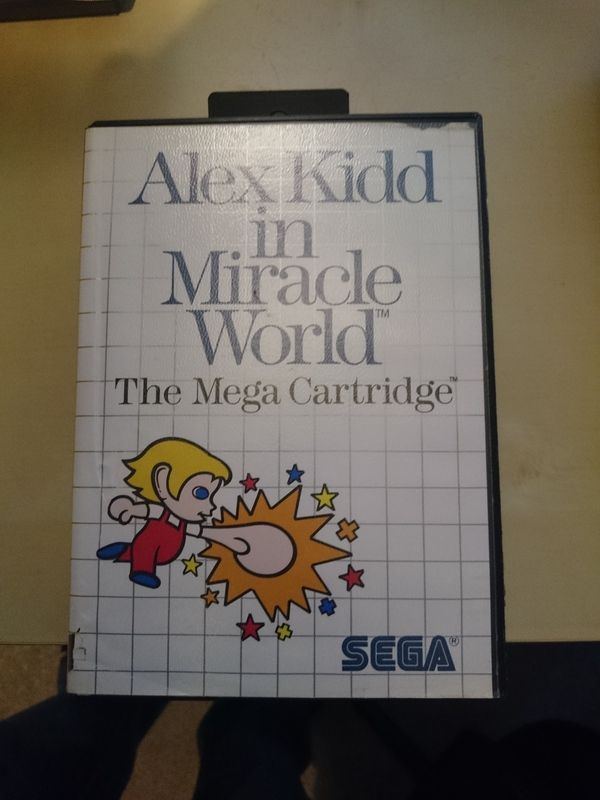 Alex Kidd
in
Miracle
World™
The Mega Cartridge™
SEGA®